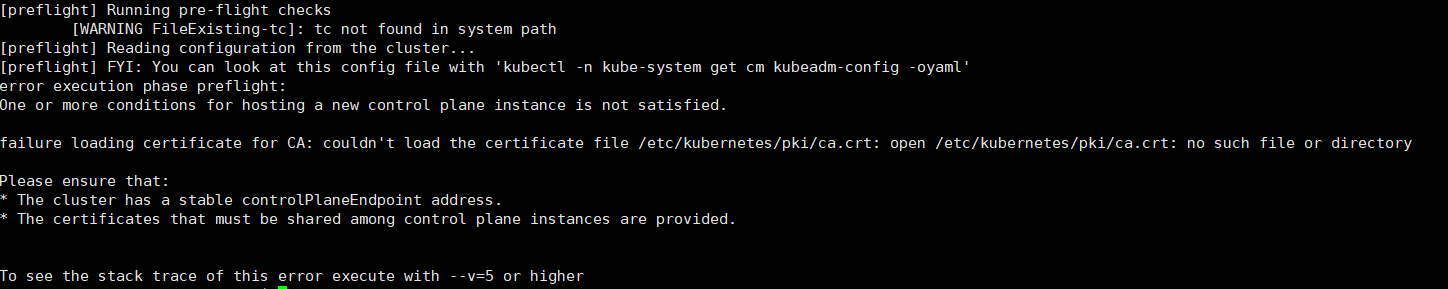 [preflight] Running pre-flight checks
[WARNING FileExisting-tc]: tc not found in system path
[preflight] Reading configuration from the cluster...
[preflight] FYI: You can look at this config file with 'kubectl -n kube-system get cm kubeadm-config -oyaml'
error execution phase preflight:
One or more conditions for hosting a new control plane instance is not satisfied.
failure loading certificate for CA: couldn't load the certificate file /etc/kubernetes/pki/ca.crt: open /etc/kubernetes/pki/ca.crt: no such file or directory
Please ensure that:
* The cluster has a stable controlPlaneEndpoint address.
* The certificates that must be shared among control plane instances are provided.
To see the stack trace of this error execute with --v=5 or higher